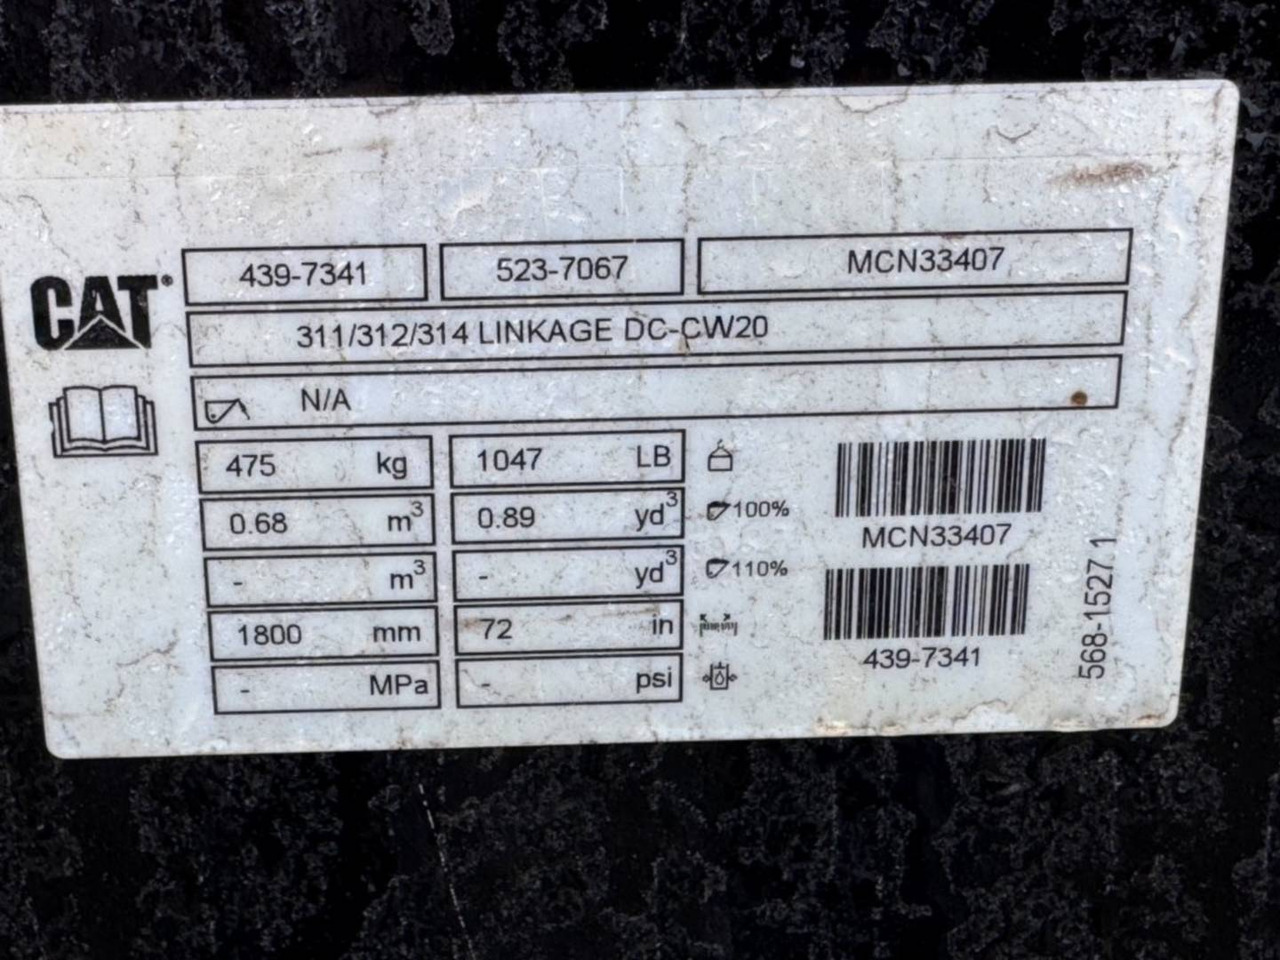 439-7341 523-7067 MCN33407
CAT®
311/312/314 LINKAGE DC-CW20
N/A
475 kg 1047 LB
0.68 m³ 0.89 yd³ 100%
MCN33407
- m³ - yd³ 110%
1800 mm 72 in
439-7341
- MPa - psi
568-1527 1